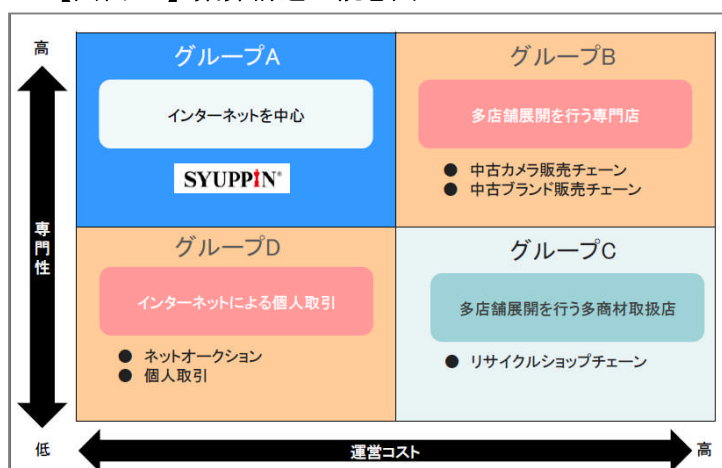 高
グループA
インターネットを中心
SYUPPIN®
グループB
多店舗展開を行う専門店
● 中古カメラ販売チェーン
● 中古ブランド販売チェーン
専門性
グループD
インターネットによる個人取引
● ネットオークション
● 個人取引
グループC
多店舗展開を行う多商材取扱店
● リサイクルショップチェーン
低
運営コスト
高